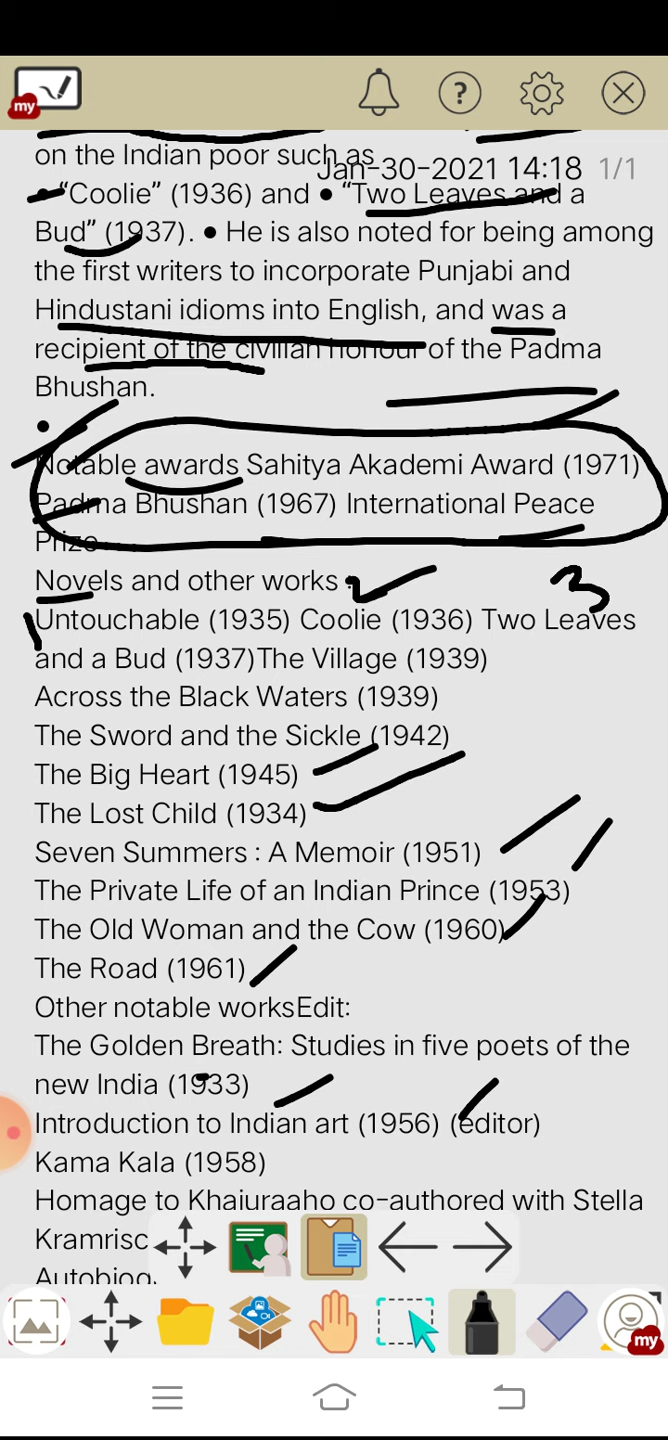 my
on the Indian poor such as
Jan-30-2021 14:18 1/1
• “Coolie” (1936) and • “Two Leaves and a
Bud” (1937). • He is also noted for being among
the first writers to incorporate Punjabi and
Hindustani idioms into English, and was a
recipient of the civilian honour of the Padma
Bhushan.
•
Notable awards Sahitya Akademi Award (1971)
Padma Bhushan (1967) International Peace
Prize
Novels and other works :
3
Untouchable (1935) Coolie (1936) Two Leaves
and a Bud (1937)The Village (1939)
Across the Black Waters (1939)
The Sword and the Sickle (1942)
The Big Heart (1945)
The Lost Child (1934)
Seven Summers : A Memoir (1951)
The Private Life of an Indian Prince (1953)
The Old Woman and the Cow (1960)
The Road (1961)
Other notable worksEdit:
The Golden Breath: Studies in five poets of the
new India (1933)
Introduction to Indian art (1956) (editor)
Kama Kala (1958)
Homage to Khajuraaho co-authored with Stella
Kramrisc
Autobiog
my